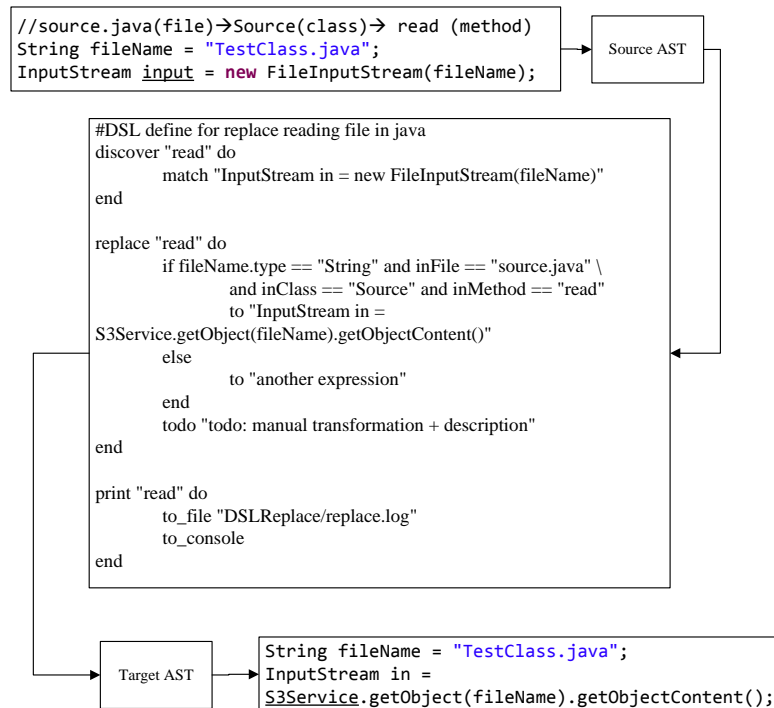 //source.java(file)→Source(class)→ read (method)
String fileName = "TestClass.java";
InputStream input = new FileInputStream(fileName);
Source AST
#DSL define for replace reading file in java
discover "read" do
match "InputStream in = new FileInputStream(fileName)"
end
replace "read" do
if fileName.type == "String" and inFile == "source.java" \
and inClass == "Source" and inMethod == "read"
to "InputStream in =
S3Service.getObject(fileName).getObjectContent()"
else
to "another expression"
end
todo "todo: manual transformation + description"
end
print "read" do
to_file "DSLReplace/replace.log"
to_console
end
Target AST
String fileName = "TestClass.java";
InputStream in =
S3Service.getObject(fileName).getObjectContent();